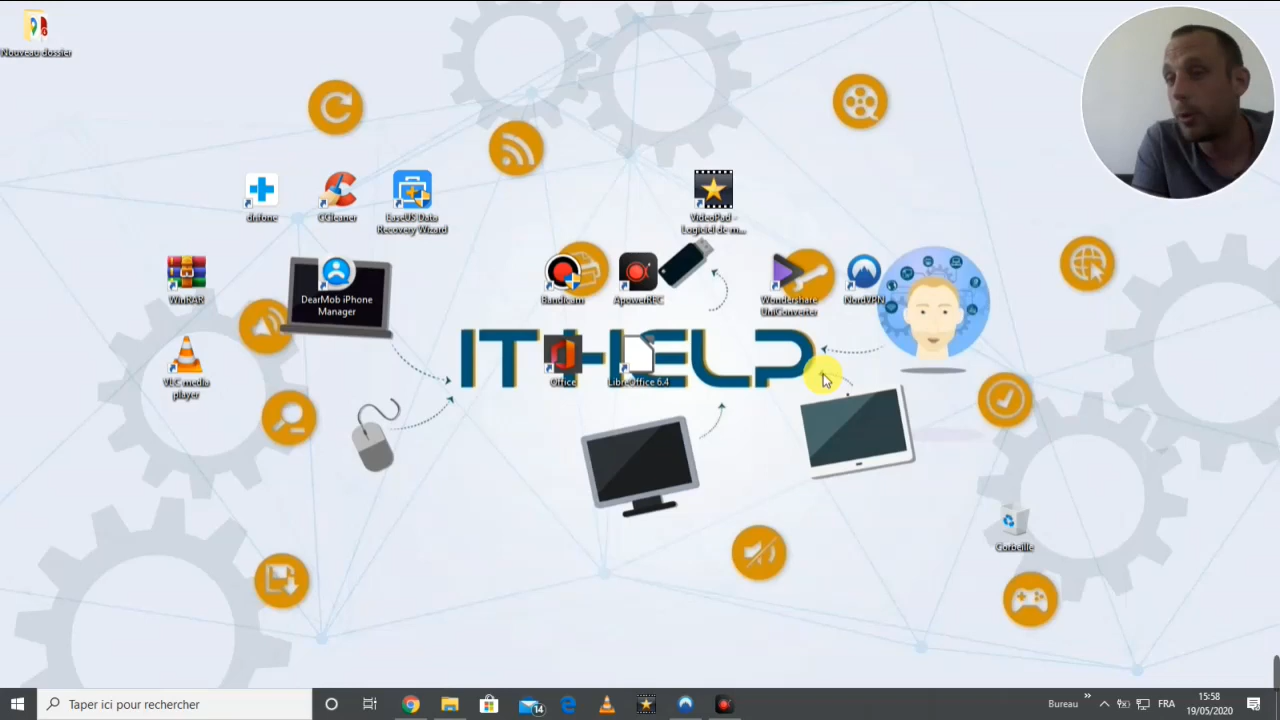 Nouveau dossier
drfone
CCleaner
EaseUS Data
Recovery Wizard
VideoPad -
Logiciel de m...
WinRAR
DearMob iPhone
Manager
Bandicam
ApowerREC
Wondershare
UniConverter
NordVPN
VLC media
player
IT HELP
Office
LibreOffice 6.4
Corbeille
Taper ici pour rechercher
14
Bureau
»
FRA
15:58
19/05/2020